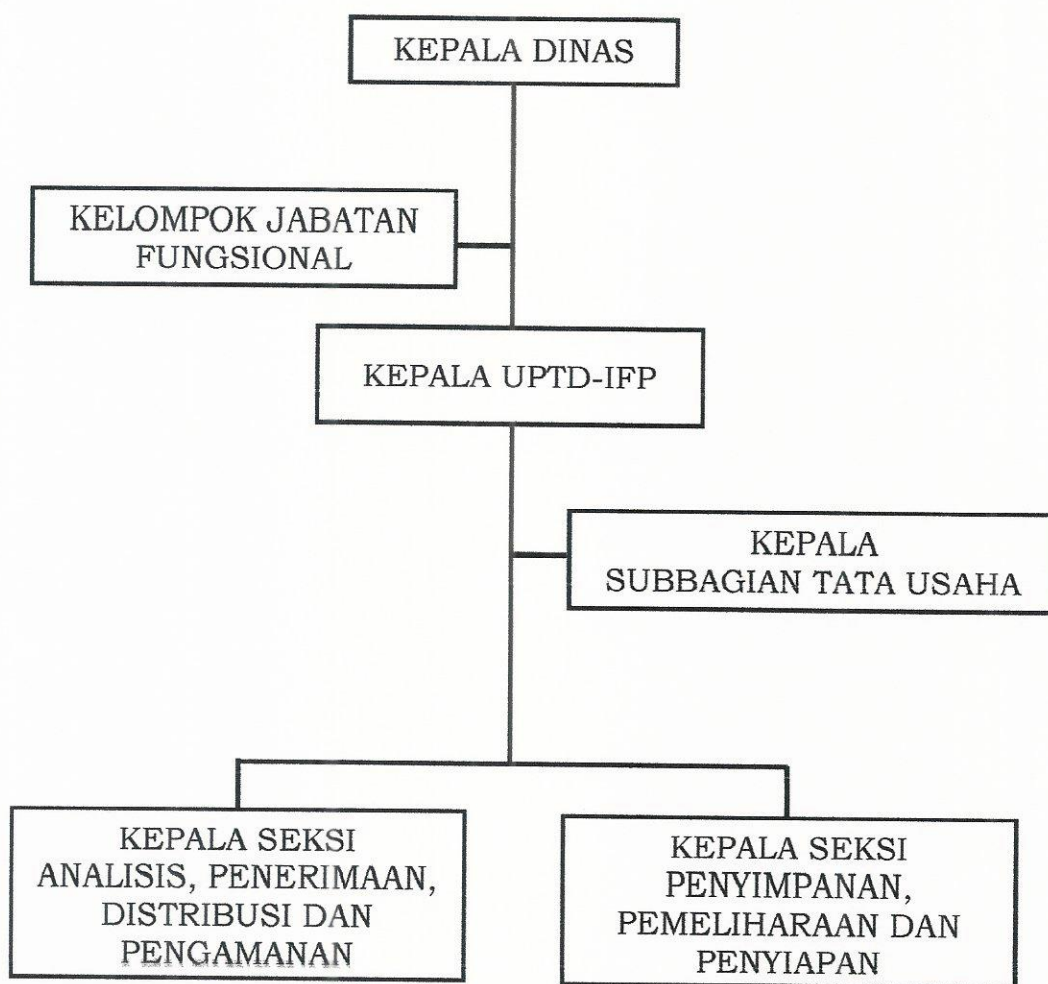 KEPALA DINAS
KELOMPOK JABATAN
FUNGSIONAL
KEPALA UPTD-IFP
KEPALA
SUBBAGIAN TATA USAHA
KEPALA SEKSI
ANALISIS, PENERIMAAN,
DISTRIBUSI DAN
PENGAMANAN
KEPALA SEKSI
PENYIMPANAN,
PEMELIHARAAN DAN
PENYIAPAN